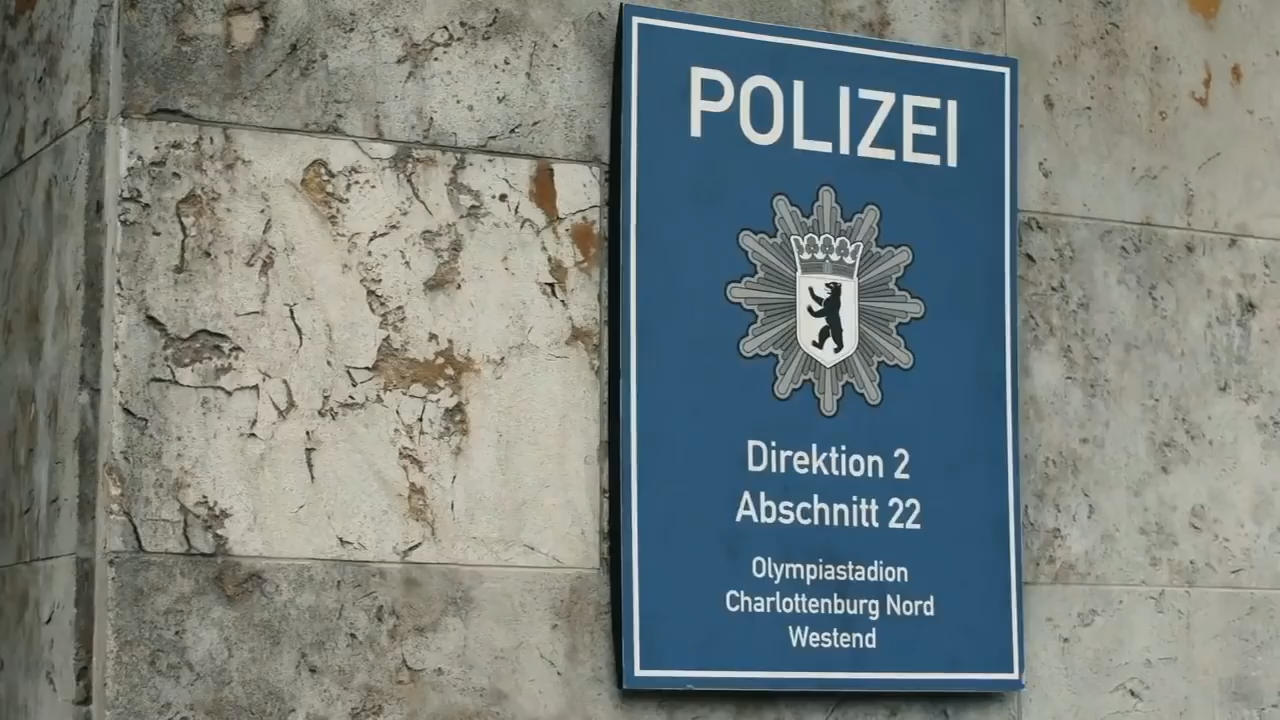 POLIZEI
Direktion 2
Abschnitt 22
Olympiastadion
Charlottenburg Nord
Westend